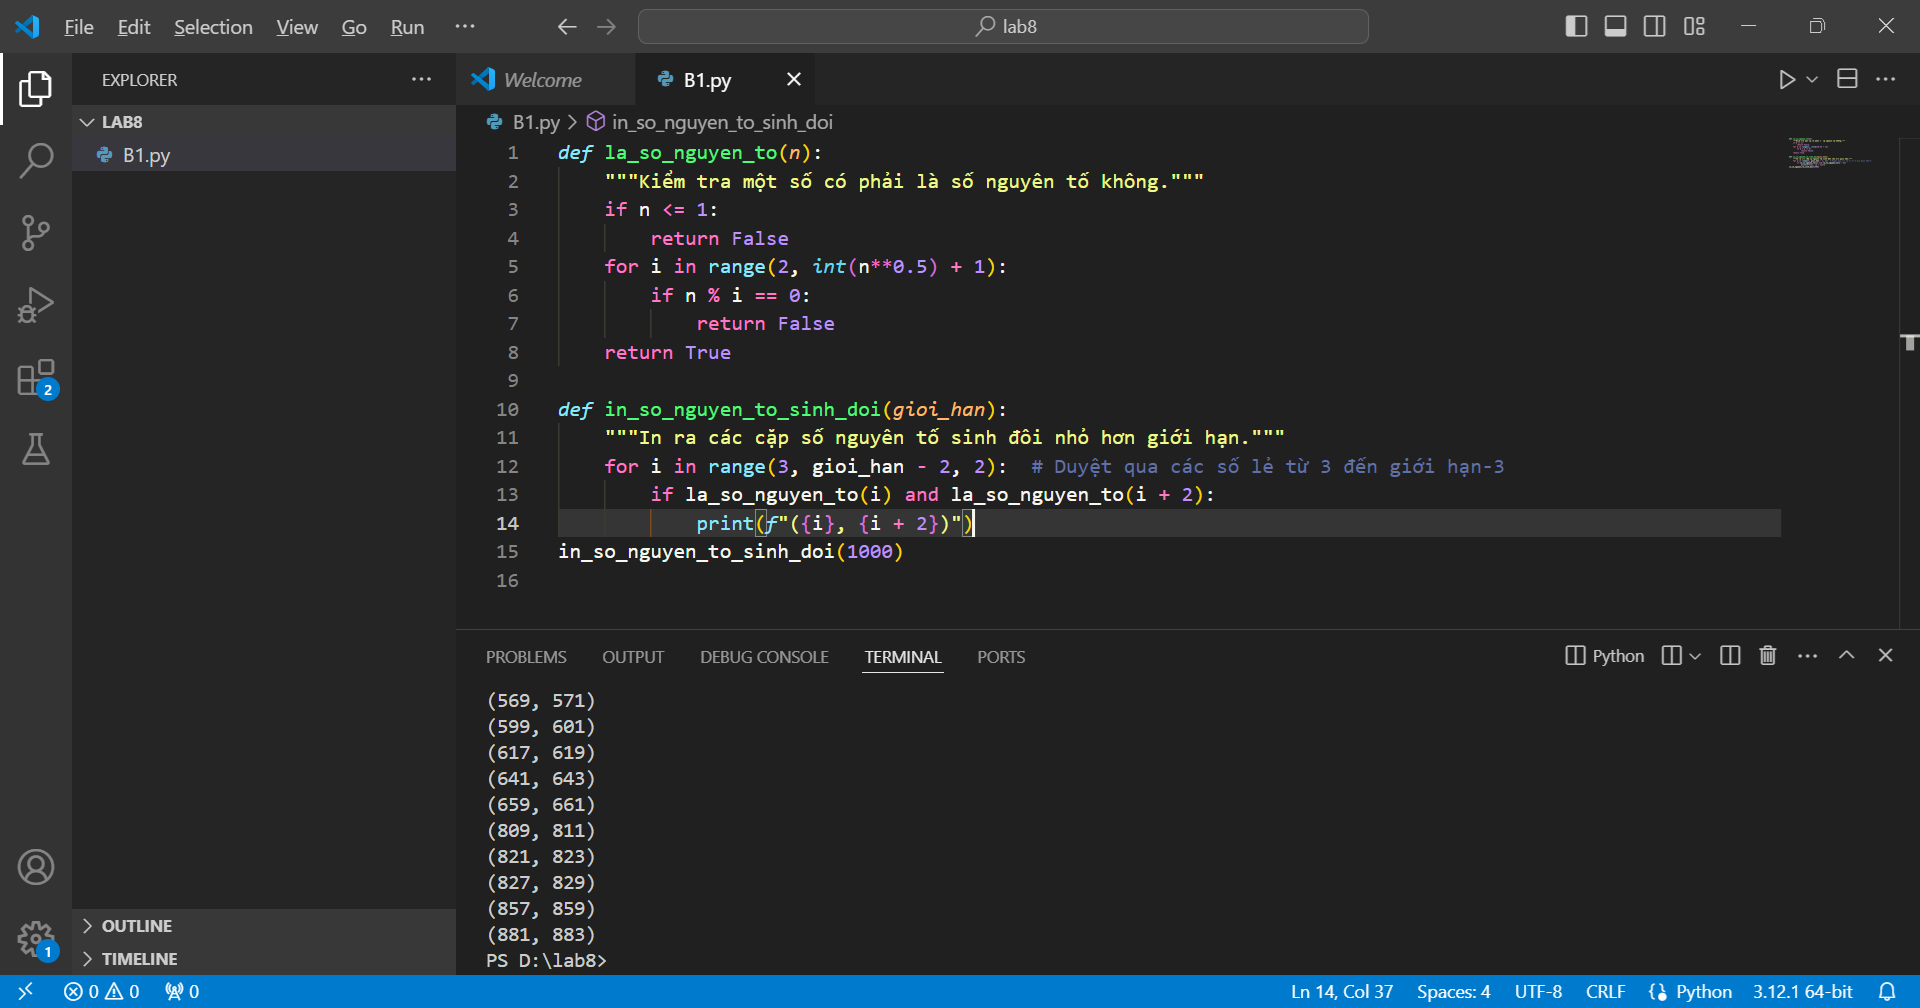 File Edit Selection View Go Run ··· lab8
EXPLORER ···
Welcome
B1.py
LAB8
B1.py
B1.py > in_so_nguyen_to_sinh_doi
1 def la_so_nguyen_to(n):
2 """Kiểm tra một số có phải là số nguyên tố không."""
3 if n <= 1:
4 return False
5 for i in range(2, int(n**0.5) + 1):
6 if n % i == 0:
7 return False
8 return True
9
10 def in_so_nguyen_to_sinh_doi(gioi_han):
11 """In ra các cặp số nguyên tố sinh đôi nhỏ hơn giới hạn."""
12 for i in range(3, gioi_han - 2, 2): # Duyệt qua các số lẻ từ 3 đến giới hạn-3
13 if la_so_nguyen_to(i) and la_so_nguyen_to(i + 2):
14 print(f"({i}, {i + 2})")
15 in_so_nguyen_to_sinh_doi(1000)
16
PROBLEMS OUTPUT DEBUG CONSOLE TERMINAL PORTS Python
(569, 571)
(599, 601)
(617, 619)
(641, 643)
(659, 661)
(809, 811)
(821, 823)
(827, 829)
(857, 859)
(881, 883)
PS D:\lab8>
2
1
OUTLINE
TIMELINE
0 0 0 Ln 14, Col 37 Spaces: 4 UTF-8 CRLF Python 3.12.1 64-bit